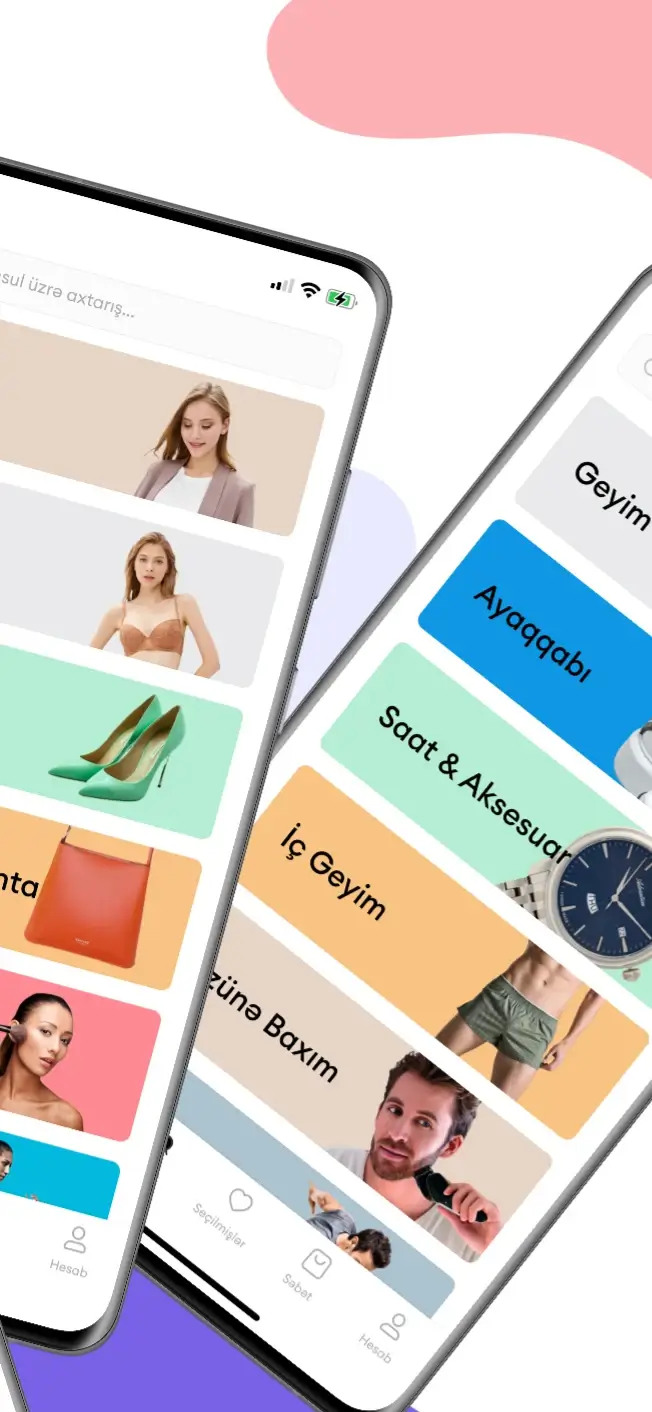 sul üzrə axtarış...
nta
Hesab
Geyim
Ayaqqabı
Saat & Aksesuar
İç Geyim
zünə Baxım
Seçilmişlər
Səbət
Hesab